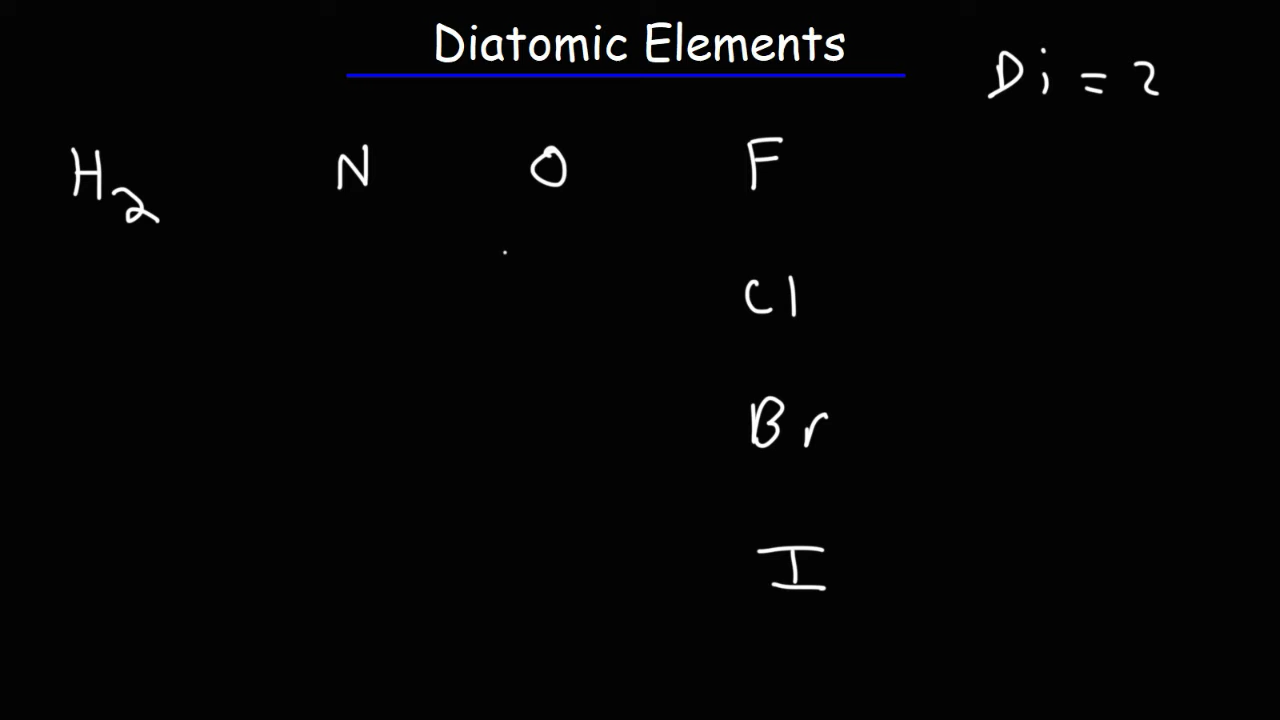 Diatomic Elements
Di = 2
H2 N O F
Cl
Br
I